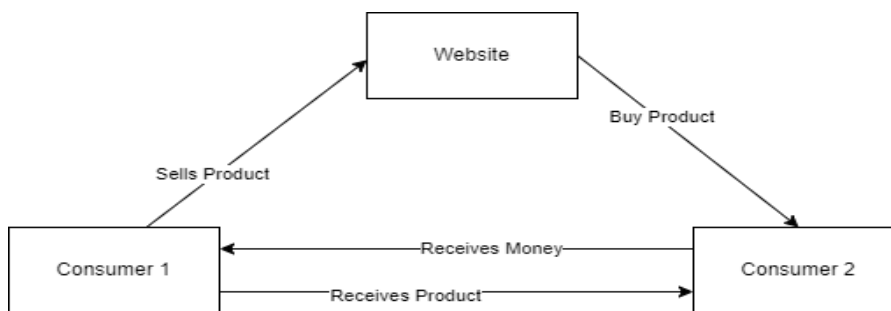 Website
Buy Product
Sells Product
Receives Money
Consumer 1
Consumer 2
Receives Product